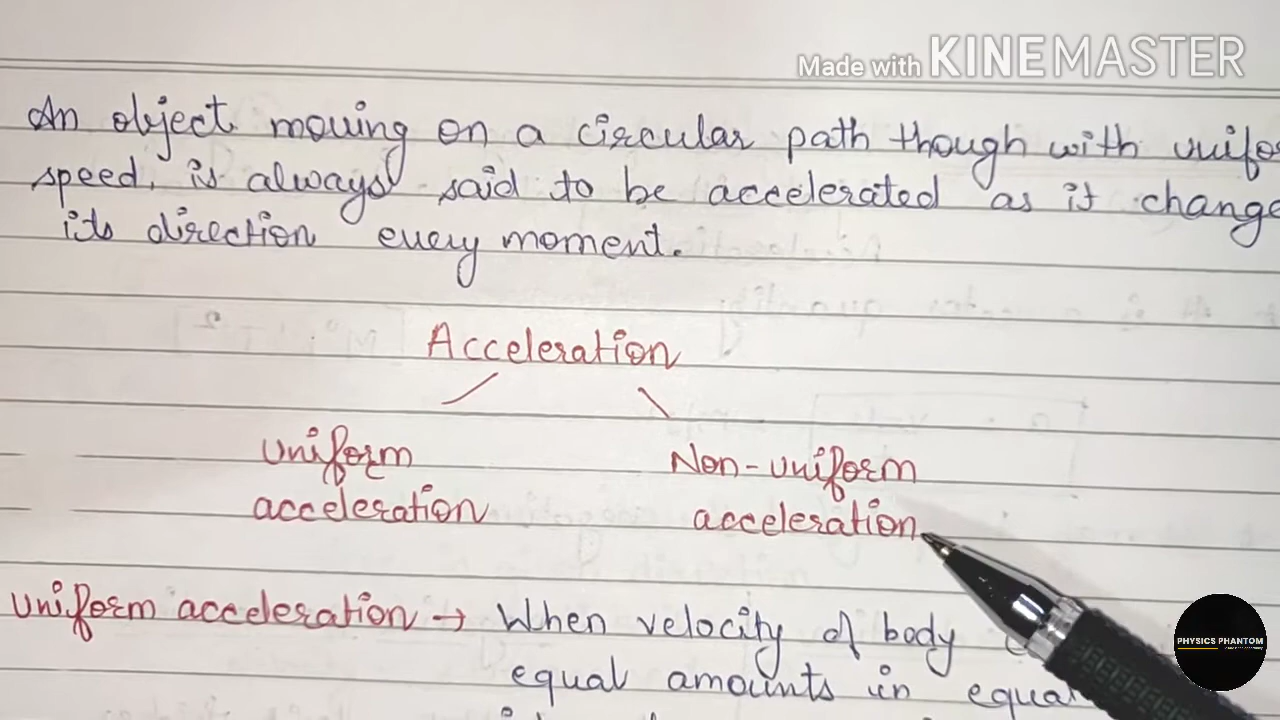 Made with KINEMASTER
An object moving on a circular path though with unifo
speed, is always said to be accelerated as it change
its direction every moment.
Acceleration
Uniform acceleration
Non-uniform acceleration
Uniform acceleration → When velocity of body
equal amounts in equa
PHYSICS PHANTOM